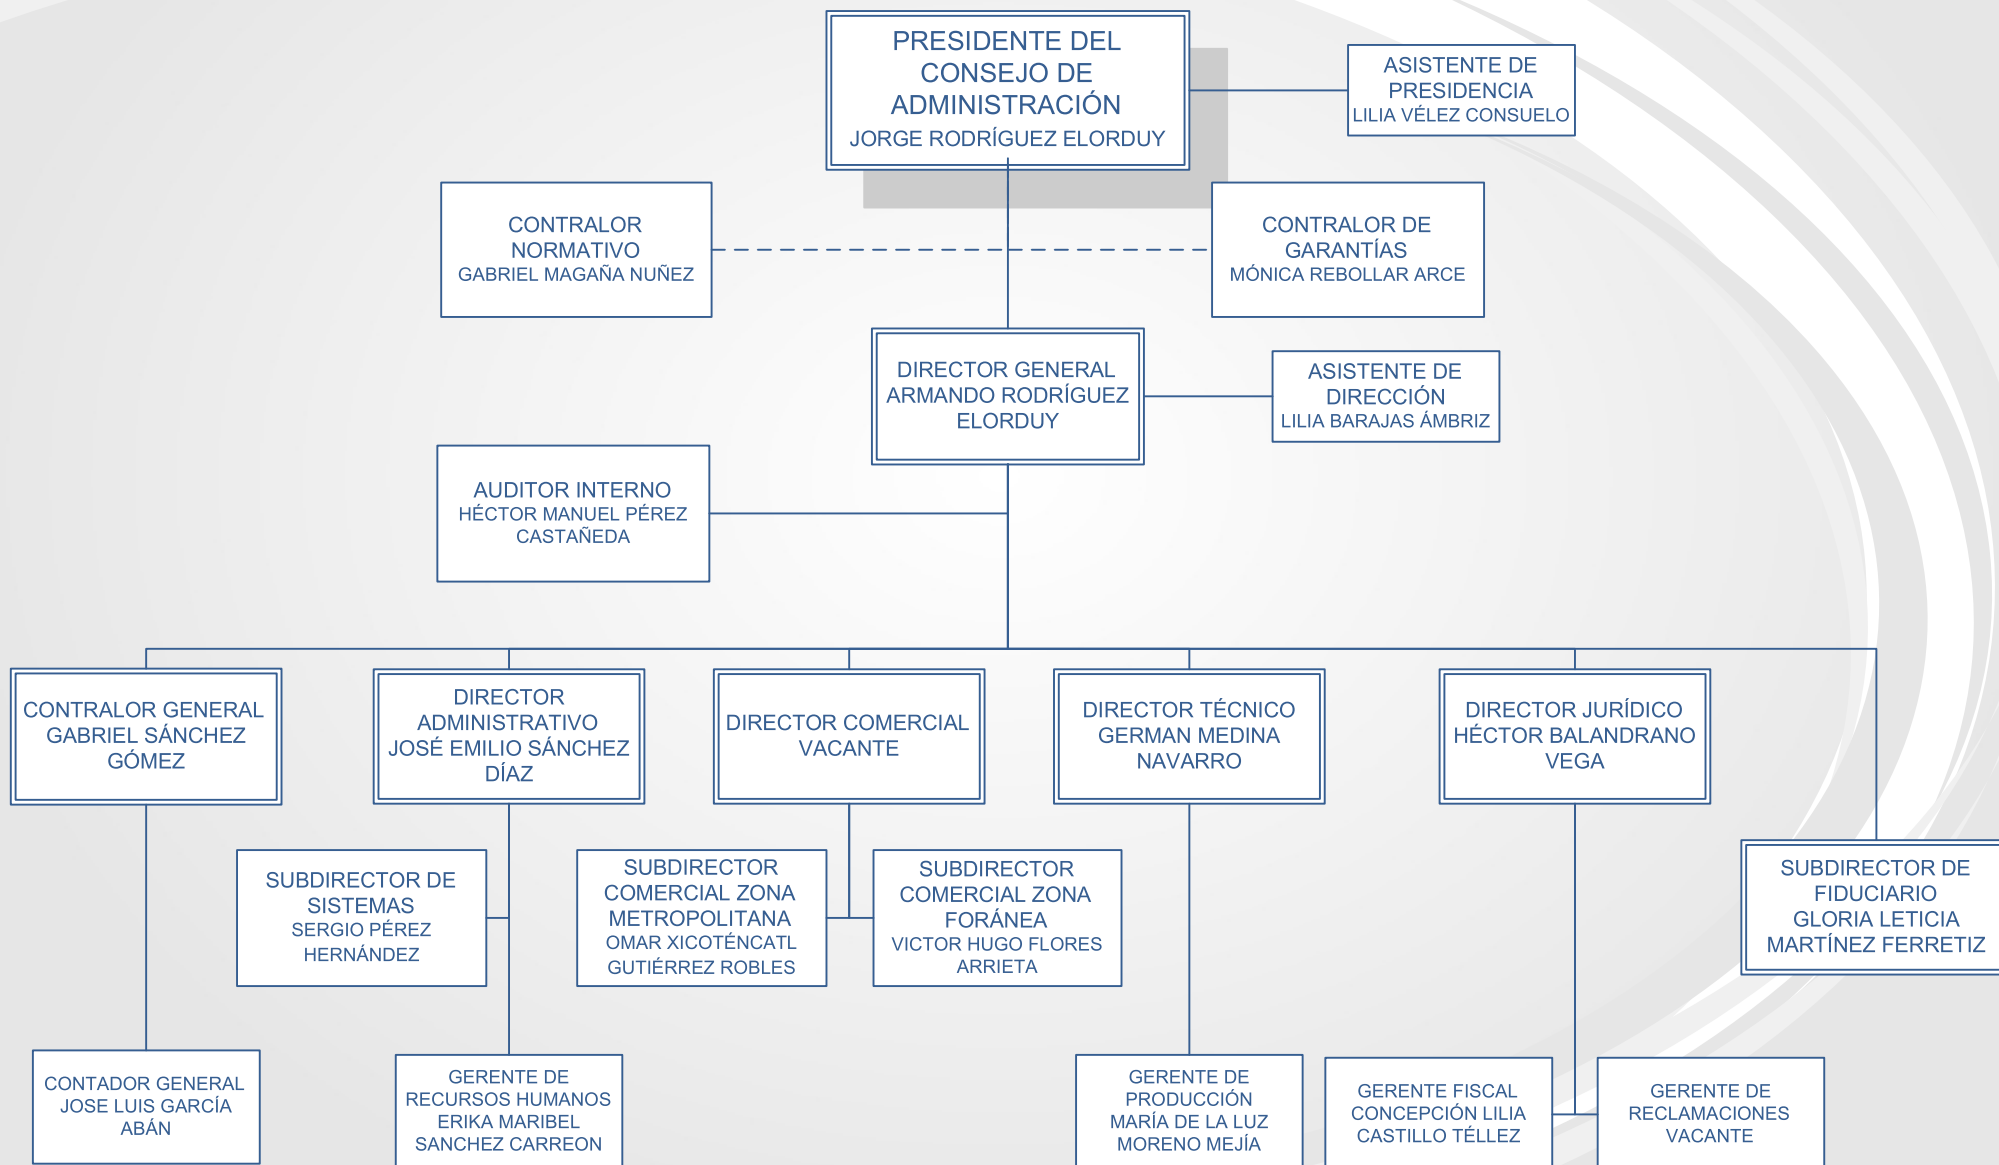 PRESIDENTE DEL
CONSEJO DE
ADMINISTRACIÓN
JORGE RODRÍGUEZ ELORDUY
ASISTENTE DE
PRESIDENCIA
LILIA VÉLEZ CONSUELO
CONTRALOR
NORMATIVO
GABRIEL MAGAÑA NUÑEZ
CONTRALOR DE
GARANTÍAS
MÓNICA REBOLLAR ARCE
DIRECTOR GENERAL
ARMANDO RODRÍGUEZ
ELORDUY
ASISTENTE DE
DIRECCIÓN
LILIA BARAJAS ÁMBRIZ
AUDITOR INTERNO
HÉCTOR MANUEL PÉREZ
CASTAÑEDA
CONTRALOR GENERAL
GABRIEL SÁNCHEZ
GÓMEZ
DIRECTOR
ADMINISTRATIVO
JOSÉ EMILIO SÁNCHEZ
DÍAZ
DIRECTOR COMERCIAL
VACANTE
DIRECTOR TÉCNICO
GERMAN MEDINA
NAVARRO
DIRECTOR JURÍDICO
HÉCTOR BALANDRANO
VEGA
SUBDIRECTOR DE
SISTEMAS
SERGIO PÉREZ
HERNÁNDEZ
SUBDIRECTOR
COMERCIAL ZONA
METROPOLITANA
OMAR XICOTÉNCATL
GUTIÉRREZ ROBLES
SUBDIRECTOR
COMERCIAL ZONA
FORÁNEA
VICTOR HUGO FLORES
ARRIETA
SUBDIRECTOR DE
FIDUCIARIO
GLORIA LETICIA
MARTÍNEZ FERRETIZ
CONTADOR GENERAL
JOSE LUIS GARCÍA
ABÁN
GERENTE DE
RECURSOS HUMANOS
ERIKA MARIBEL
SANCHEZ CARREON
GERENTE DE
PRODUCCIÓN
MARÍA DE LA LUZ
MORENO MEJÍA
GERENTE FISCAL
CONCEPCIÓN LILIA
CASTILLO TÉLLEZ
GERENTE DE
RECLAMACIONES
VACANTE